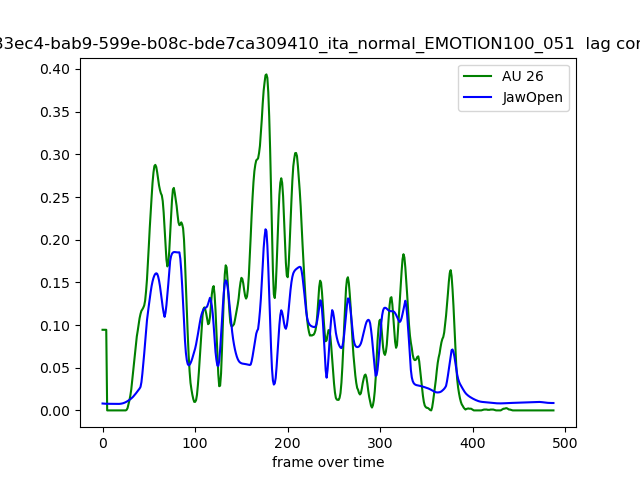 33ec4-bab9-599e-b08c-bde7ca309410_ita_normal_EMOTION100_051 lag cor
AU 26
JawOpen
0.40
0.35
0.30
0.25
0.20
0.15
0.10
0.05
0.00
0 100 200 300 400 500
frame over time